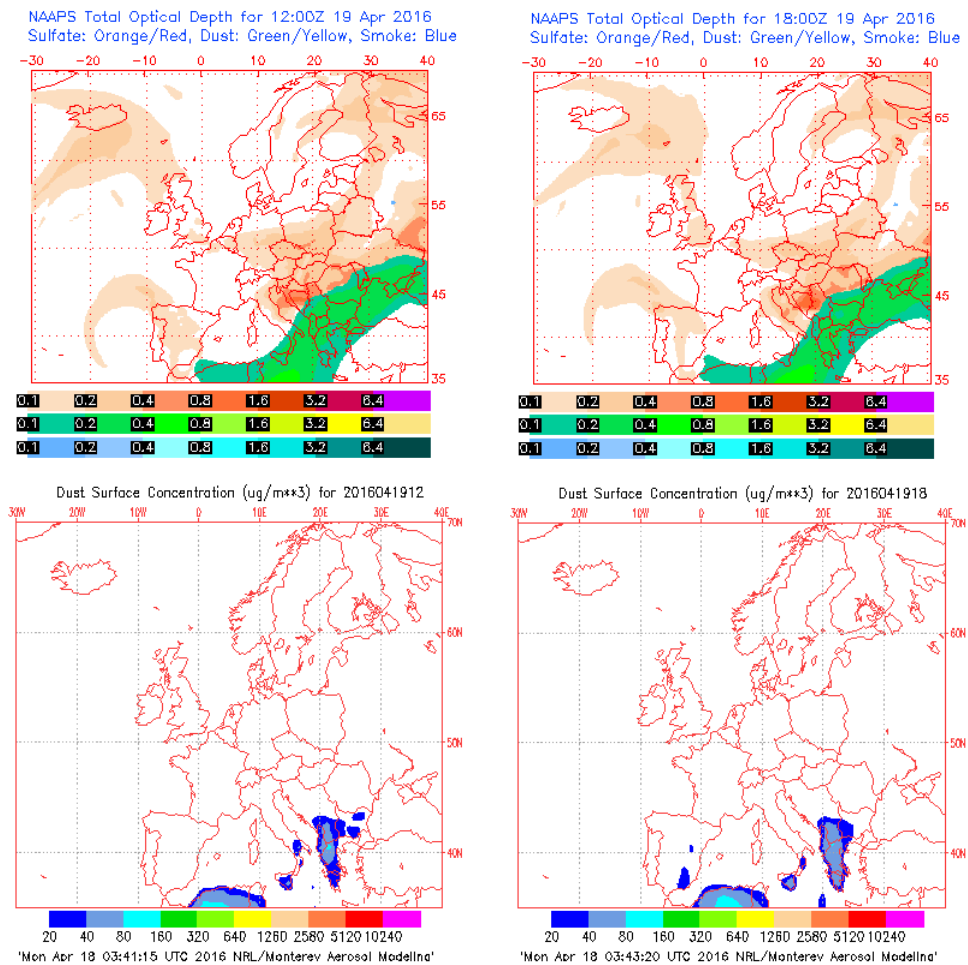 NAAPS Total Optical Depth for 12:00Z 19 Apr 2016
Sulfate: Orange/Red, Dust: Green/Yellow, Smoke: Blue
-30 -20 -10 0 10 20 30 40
65
55
45
35
0.1 0.2 0.4 0.8 1.6 3.2 6.4
0.1 0.2 0.4 0.8 1.6 3.2 6.4
0.1 0.2 0.4 0.8 1.6 3.2 6.4
NAAPS Total Optical Depth for 18:00Z 19 Apr 2016
Sulfate: Orange/Red, Dust: Green/Yellow, Smoke: Blue
-30 -20 -10 0 10 20 30 40
65
55
45
35
0.1 0.2 0.4 0.8 1.6 3.2 6.4
0.1 0.2 0.4 0.8 1.6 3.2 6.4
0.1 0.2 0.4 0.8 1.6 3.2 6.4
Dust Surface Concentration (ug/m**3) for 2016041912
30W 20W 10W 0 10E 20E 30E 40E
70N
60N
50N
40N
20 40 80 160 320 640 1260 2580 5120 10240
'Mon Apr 18 03:41:15 UTC 2016 NRL/Monterey Aerosol Modeling'
Dust Surface Concentration (ug/m**3) for 2016041918
30W 20W 10W 0 10E 20E 30E 40E
70N
60N
50N
40N
20 40 80 160 320 640 1260 2580 5120 10240
'Mon Apr 18 03:43:20 UTC 2016 NRL/Monterey Aerosol Modeling'